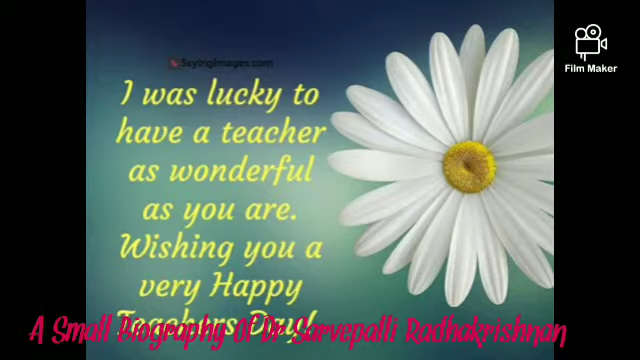 SayingImages.com
Film Maker
I was lucky to
have a teacher
as wonderful
as you are.
Wishing you a
very Happy
Teachers Day!
A Small Biography Of Dr Sarvepalli Radhakrishnan